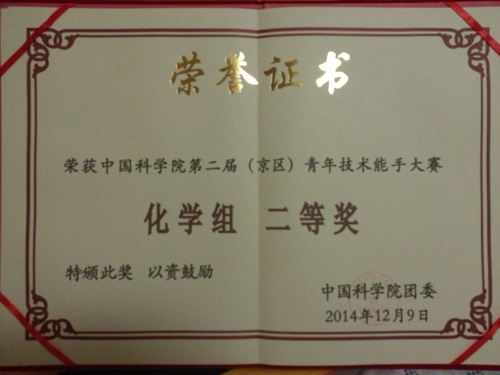 荣誉证书
荣获中国科学院第二届（京区）青年技术能手大赛
化学组 二等奖
特颁此奖 以资鼓励
中国科学院团委
2014年12月9日